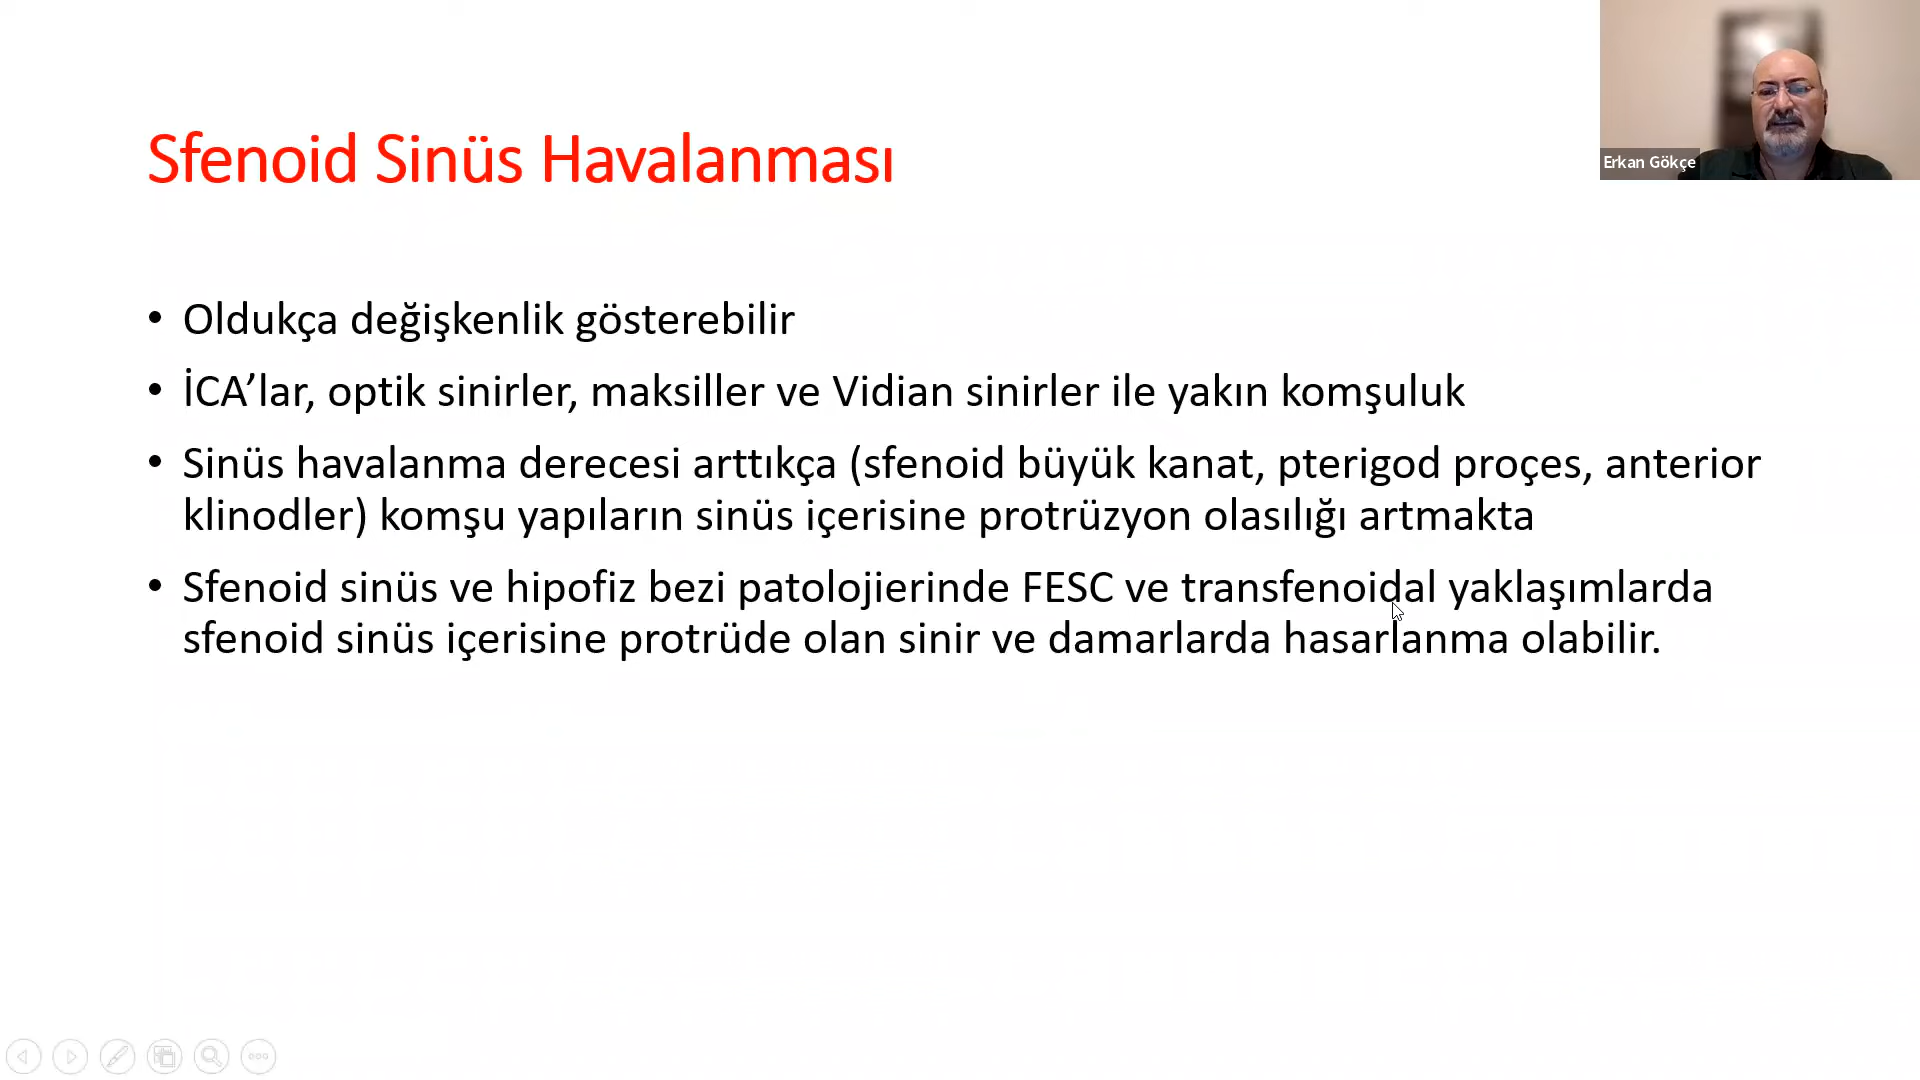 Sfenoid Sinüs Havalanması
Erkan Gökçe
• Oldukça değişkenlik gösterebilir
• İCA’lar, optik sinirler, maksiller ve Vidian sinirler ile yakın komşuluk
• Sinüs havalanma derecesi arttıkça (sfenoid büyük kanat, pterigod proçes, anterior
klinodler) komşu yapıların sinüs içerisine protrüzyon olasılığı artmakta
• Sfenoid sinüs ve hipofiz bezi patolojierinde FESC ve transfenoidal yaklaşımlarda
sfenoid sinüs içerisine protrüde olan sinir ve damarlarda hasarlanma olabilir.